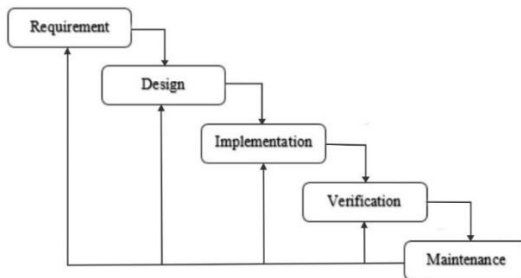 Requirement
Design
Implementation
Verification
Maintenance